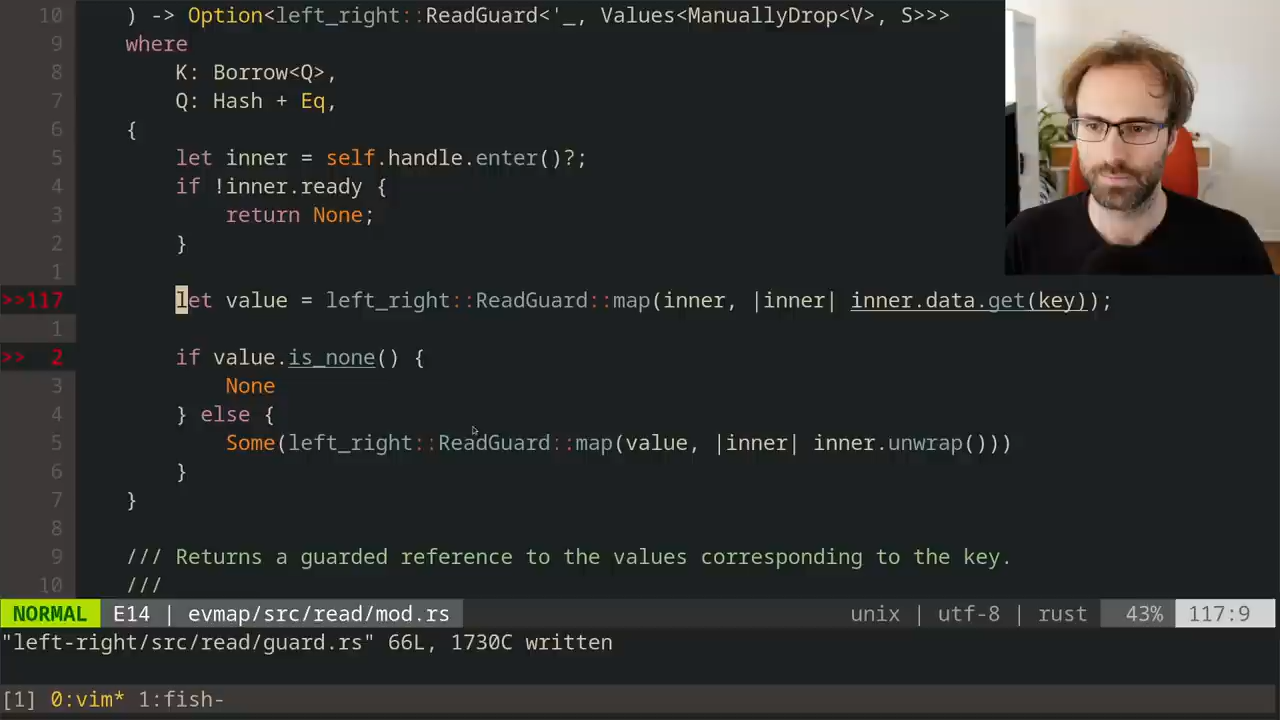 10     ) -> Option<left_right::ReadGuard<'_, Values<ManuallyDrop<V>, S>>>
9     where
8         K: Borrow<Q>,
7         Q: Hash + Eq,
6     {
5         let inner = self.handle.enter()?;
4         if !inner.ready {
3             return None;
2         }
1
>>117         let value = left_right::ReadGuard::map(inner, |inner| inner.data.get(key));
1
>> 2         if value.is_none() {
3             None
4         } else {
5             Some(left_right::ReadGuard::map(value, |inner| inner.unwrap()))
6         }
7     }
8
9     /// Returns a guarded reference to the values corresponding to the key.
10     ///
NORMAL E14 | evmap/src/read/mod.rs unix | utf-8 | rust 43% 117:9
"left-right/src/read/guard.rs" 66L, 1730C written
[1] 0:vim* 1:fish-